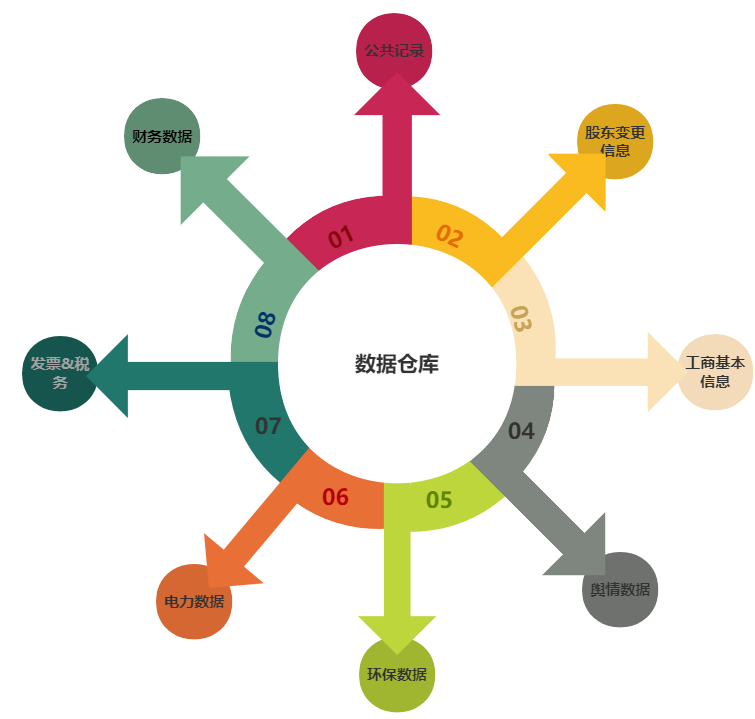 公共记录
财务数据
股东变更
信息
01
02
03
08
发票&税
务
数据仓库
工商基本
信息
07
04
06
05
电力数据
舆情数据
环保数据